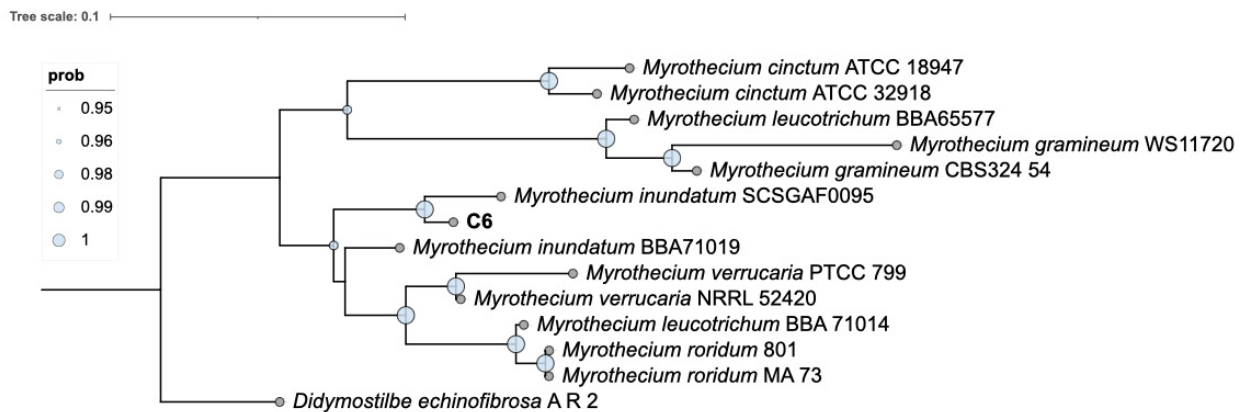 Tree scale: 0.1
prob
0.95
0.96
0.98
0.99
1
Myrothecium cinctum ATCC 18947
Myrothecium cinctum ATCC 32918
Myrothecium leucotrichum BBA65577
Myrothecium gramineum WS11720
Myrothecium gramineum CBS324 54
Myrothecium inundatum SCSGAF0095
C6
Myrothecium inundatum BBA71019
Myrothecium verrucaria PTCC 799
Myrothecium verrucaria NRRL 52420
Myrothecium leucotrichum BBA 71014
Myrothecium roridum 801
Myrothecium roridum MA 73
Didymostilbe echinofibrosa A R 2